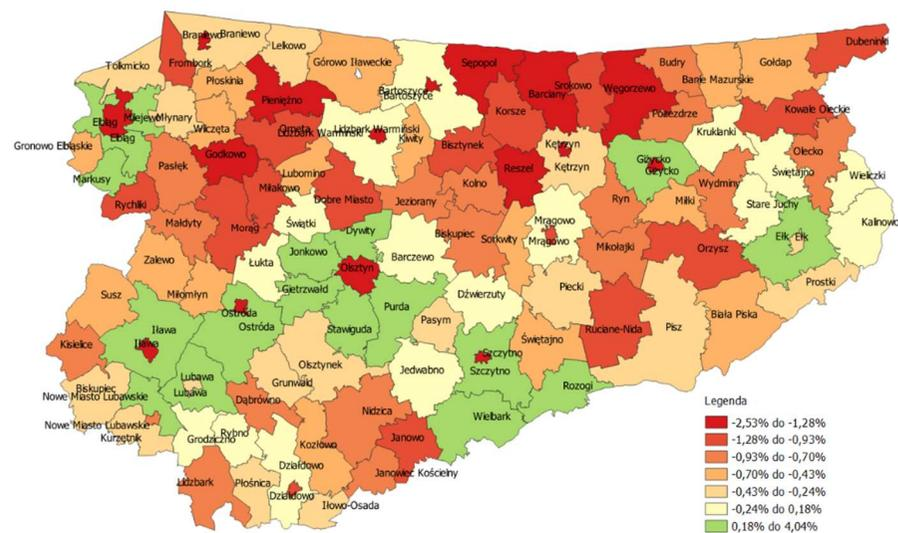 Dubeninki
Braniewo
Braniewo
Lelkowo
Górowo Iławeckie
Sępopol
Budry
Gołdap
Banie Mazurskie
Tolkmicko
Frombork
Płoskinia
Pieniężno
Bartoszyce
Bartoszyce
Barciany
Srokowo
Węgorzewo
Korsze
Pozezdrze
Kowale Oleckie
Elbląg
Milejewo
Młynary
Wilczęta
Orneta
Lidzbark Warmiński
Lidzbark Warmiński
Kiwity
Kruklanki
Elbląg
Gronowo Elbląskie
Godkowo
Bisztynek
Kętrzyn
Kętrzyn
Giżycko
Giżycko
Olecko
Markusy
Pasłęk
Lubomino
Reszel
Świętajno
Wieliczki
Miłakowo
Kolno
Wydminy
Rychliki
Dobre Miasto
Jeziorany
Ryn
Miłki
Stare Juchy
Małdyty
Morąg
Świątki
Dywity
Mrągowo
Mrągowo
Kalinowo
Biskupiec
Sorkwity
Mikołajki
Orzysz
Ełk
Ełk
Zalewo
Łukta
Jonkowo
Olsztyn
Barczewo
Susz
Miłomłyn
Gietrzwałd
Purda
Dźwierzuty
Piecki
Prostki
Ostróda
Ostróda
Stawiguda
Pasym
Biała Piska
Iława
Iława
Ruciane-Nida
Pisz
Kisielice
Świętajno
Szczytno
Szczytno
Olsztynek
Jedwabno
Rozogi
Biskupiec
Lubawa
Lubawa
Grunwald
Nowe Miasto Lubawskie
Dąbrówno
Nidzica
Wielbark
Nowe Miasto Lubawskie
Kurzętnik
Grodziczno
Rybno
Kozłowo
Janowo
Działdowo
Janowiec Kościelny
Lidzbark
Płośnica
Działdowo
Iłowo-Osada
Legenda
-2,53% do -1,28%
-1,28% do -0,93%
-0,93% do -0,70%
-0,70% do -0,43%
-0,43% do -0,24%
-0,24% do 0,18%
0,18% do 4,04%